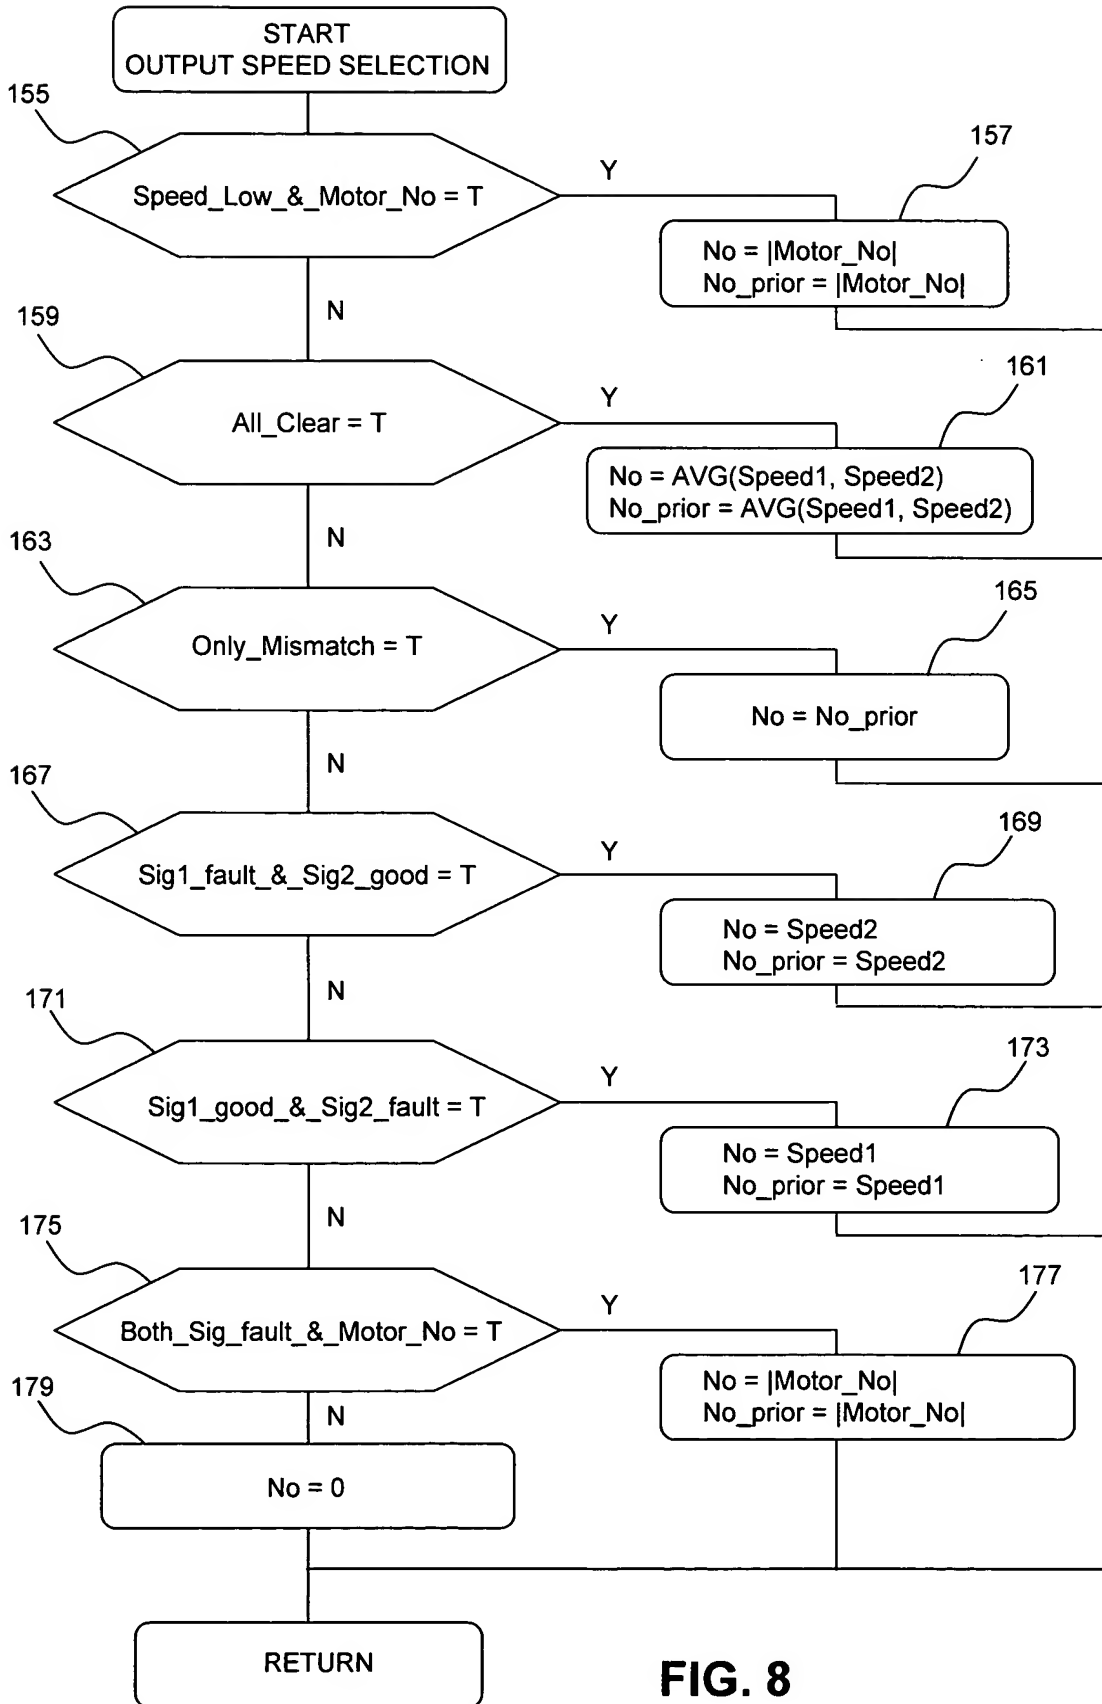 START
OUTPUT SPEED SELECTION
155
Speed_Low_&_Motor_No = T
Y
157
No = |Motor_No|
No_prior = |Motor_No|
N
159
All_Clear = T
Y
161
No = AVG(Speed1, Speed2)
No_prior = AVG(Speed1, Speed2)
N
163
Only_Mismatch = T
Y
165
No = No_prior
N
167
Sig1_fault_&_Sig2_good = T
Y
169
No = Speed2
No_prior = Speed2
N
171
Sig1_good_&_Sig2_fault = T
Y
173
No = Speed1
No_prior = Speed1
N
175
Both_Sig_fault_&_Motor_No = T
Y
177
No = |Motor_No|
No_prior = |Motor_No|
N
179
No = 0
RETURN
FIG. 8